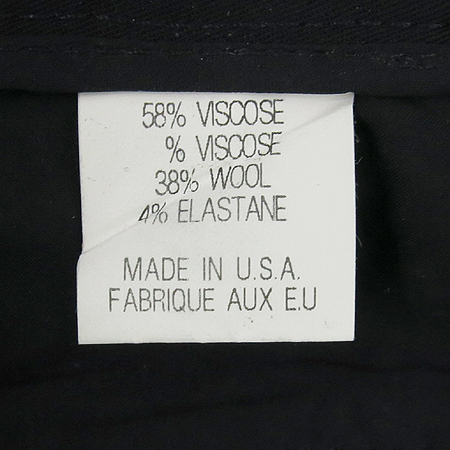 58% VISCOSE
% VISCOSE
38% WOOL
4% ELASTANE
MADE IN U.S.A.
FABRIQUE AUX E.U